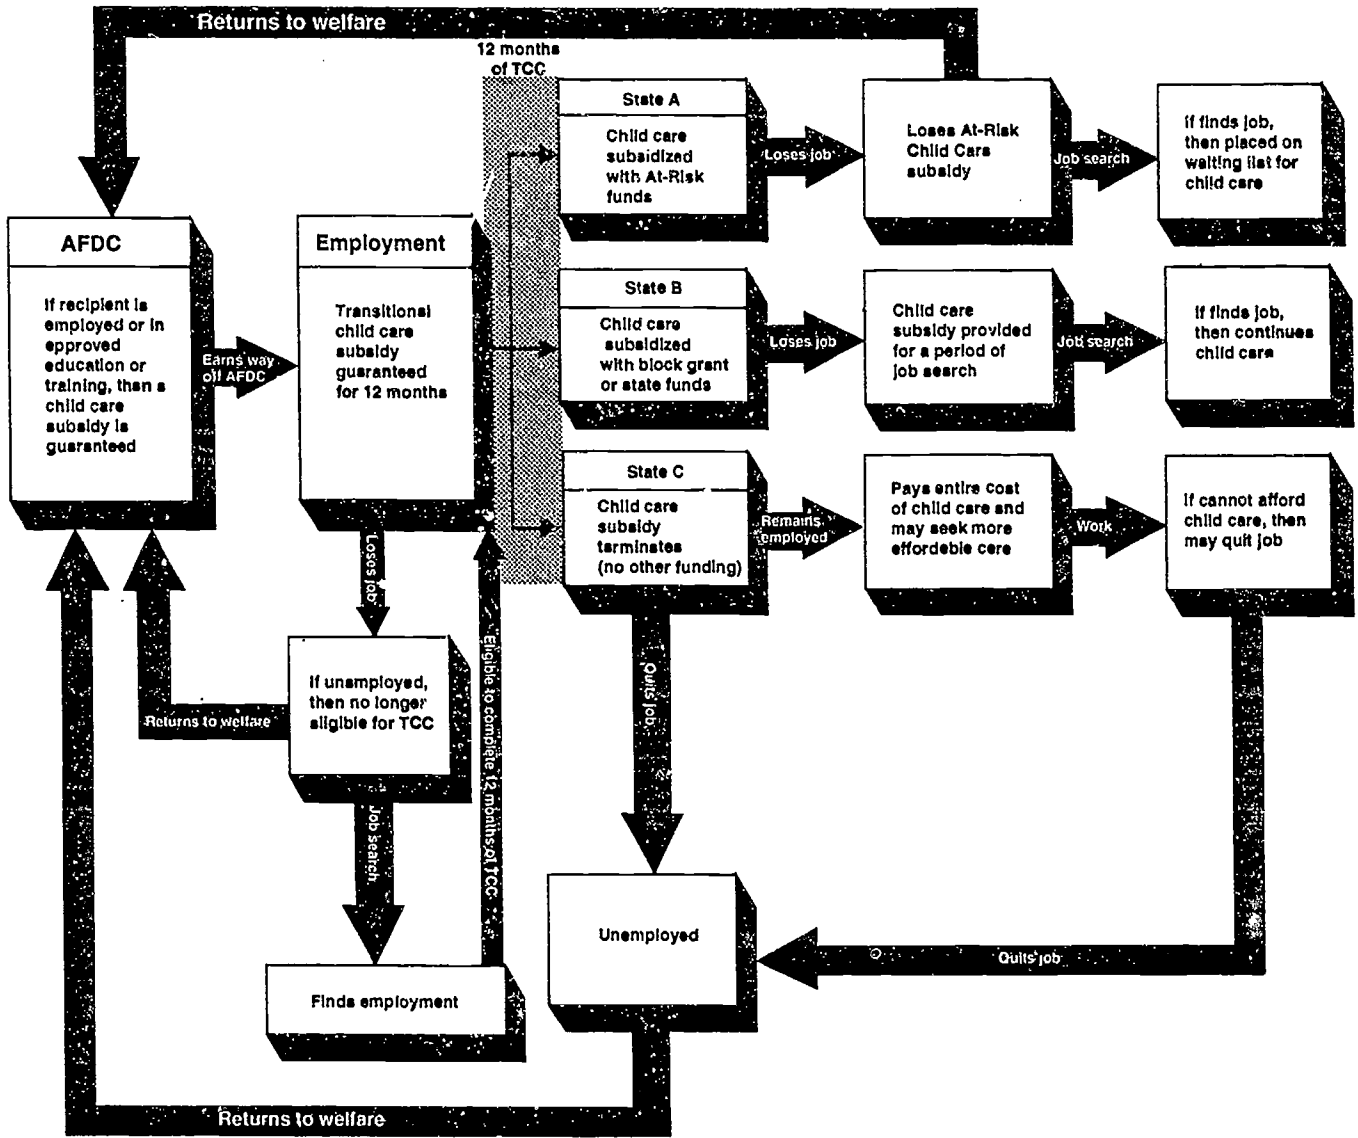 Returns to welfare
12 months
of TCC
State A
Child care
subsidized
with At-Risk
funds
Loses job
Loses At-Risk
Child Cara
subsidy
Job search
If finds job,
then placed on
waiting list for
child care
AFDC
If recipient is
employed or in
epproved
education or
training, than a
child care
subsidy is
guaranteed
Earns way
off AFDC
Employment
Transitional
child care
subsidy
guaranteed
for 12 months
State B
Child care
subsidized
with block grant
or state funds
Loses job
Child care
subsidy provided
for a period of
job search
Job search
If finds job,
then continues
child care
State C
Child care
subsidy
tarminates
(no other funding)
Remains
employed
Pays entire cost
of child care and
may seek more
effordebie cere
Work
If cannot afford
child care, then
may quit job
Loses job
If unamployed,
then no longer
aligible for TCC
Returns to welfare
Eligible to complete 12 months of TCC
Job search
Finds employment
Quits job
Unemployed
Quits job
Returns to welfare